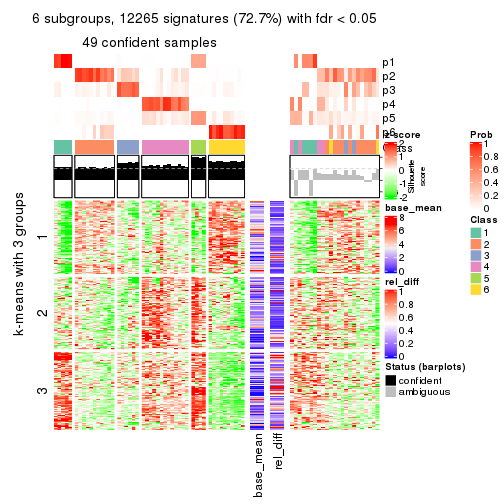 6 subgroups, 12265 signatures (72.7%) with fdr < 0.05
49 confident samples
p1
p2
p3
p4
p5
p6
Class
z-score
2
1
0
-1
-2
Silhouette
score
k-means with 3 groups
1
2
3
base_mean
rel_diff
base_mean
8
6
4
2
0
rel_diff
1
0.8
0.6
0.4
0.2
0
Status (barplots)
confident
ambiguous
Prob
1
0.8
0.6
0.4
0.2
0
Class
1
2
3
4
5
6